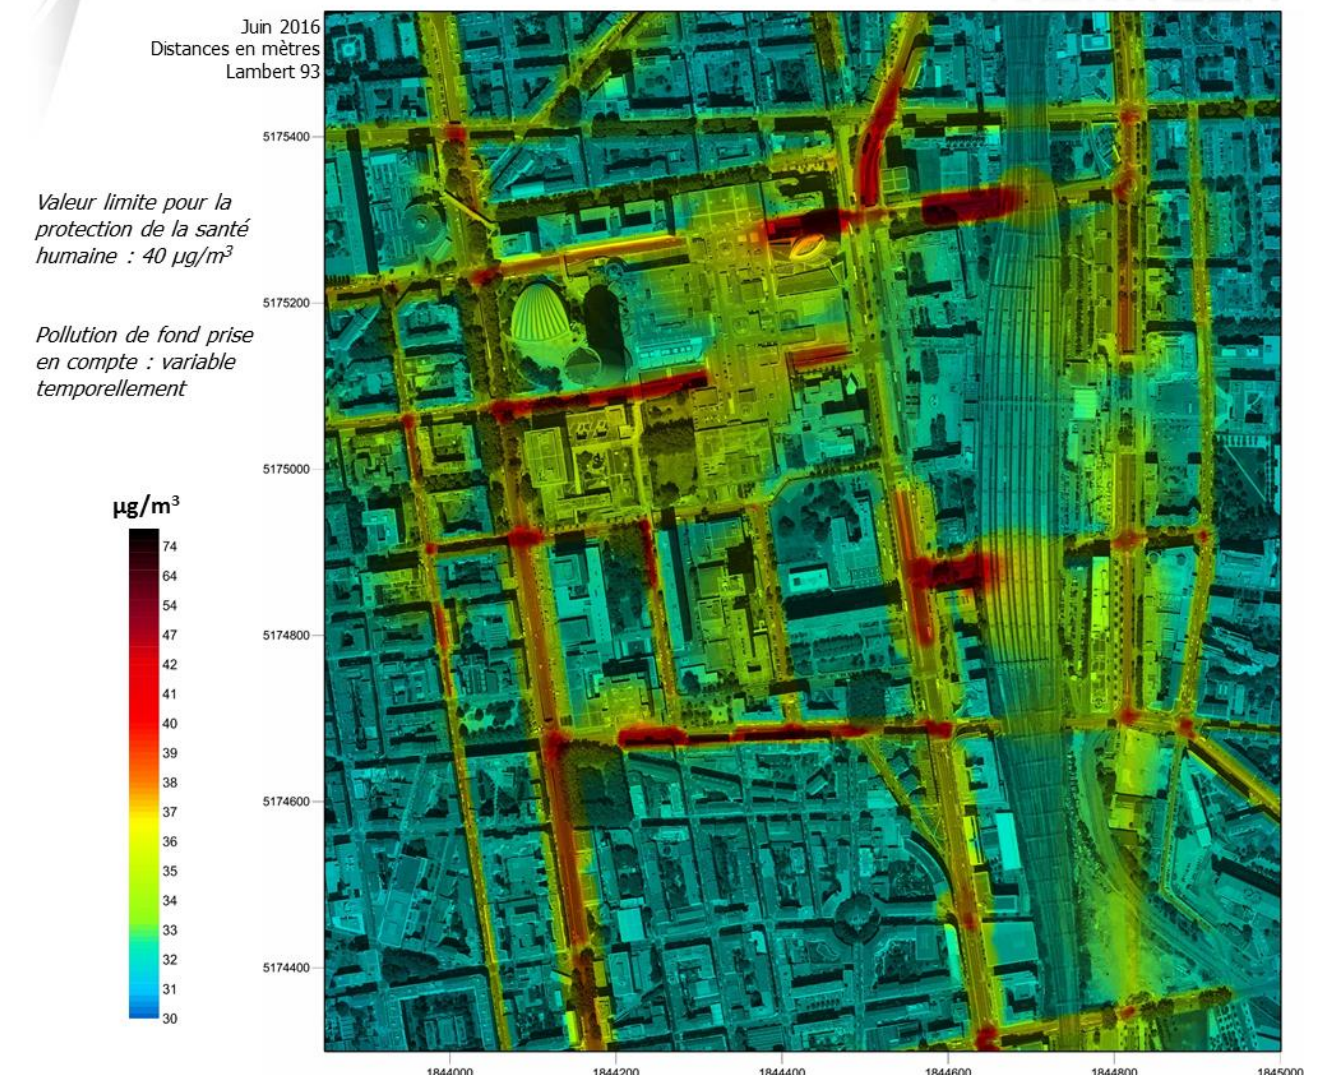 Juin 2016
Distances en mètres
Lambert 93
5175400
Valeur limite pour la
protection de la santé
humaine : 40 µg/m³
5175200
Pollution de fond prise
en compte : variable
temporellement
5175000
µg/m³
74
64
54
47
42
41
40
39
38
37
36
35
34
33
32
31
30
5174800
5174600
5174400
1844000
1844200
1844400
1844600
1844800
1845000